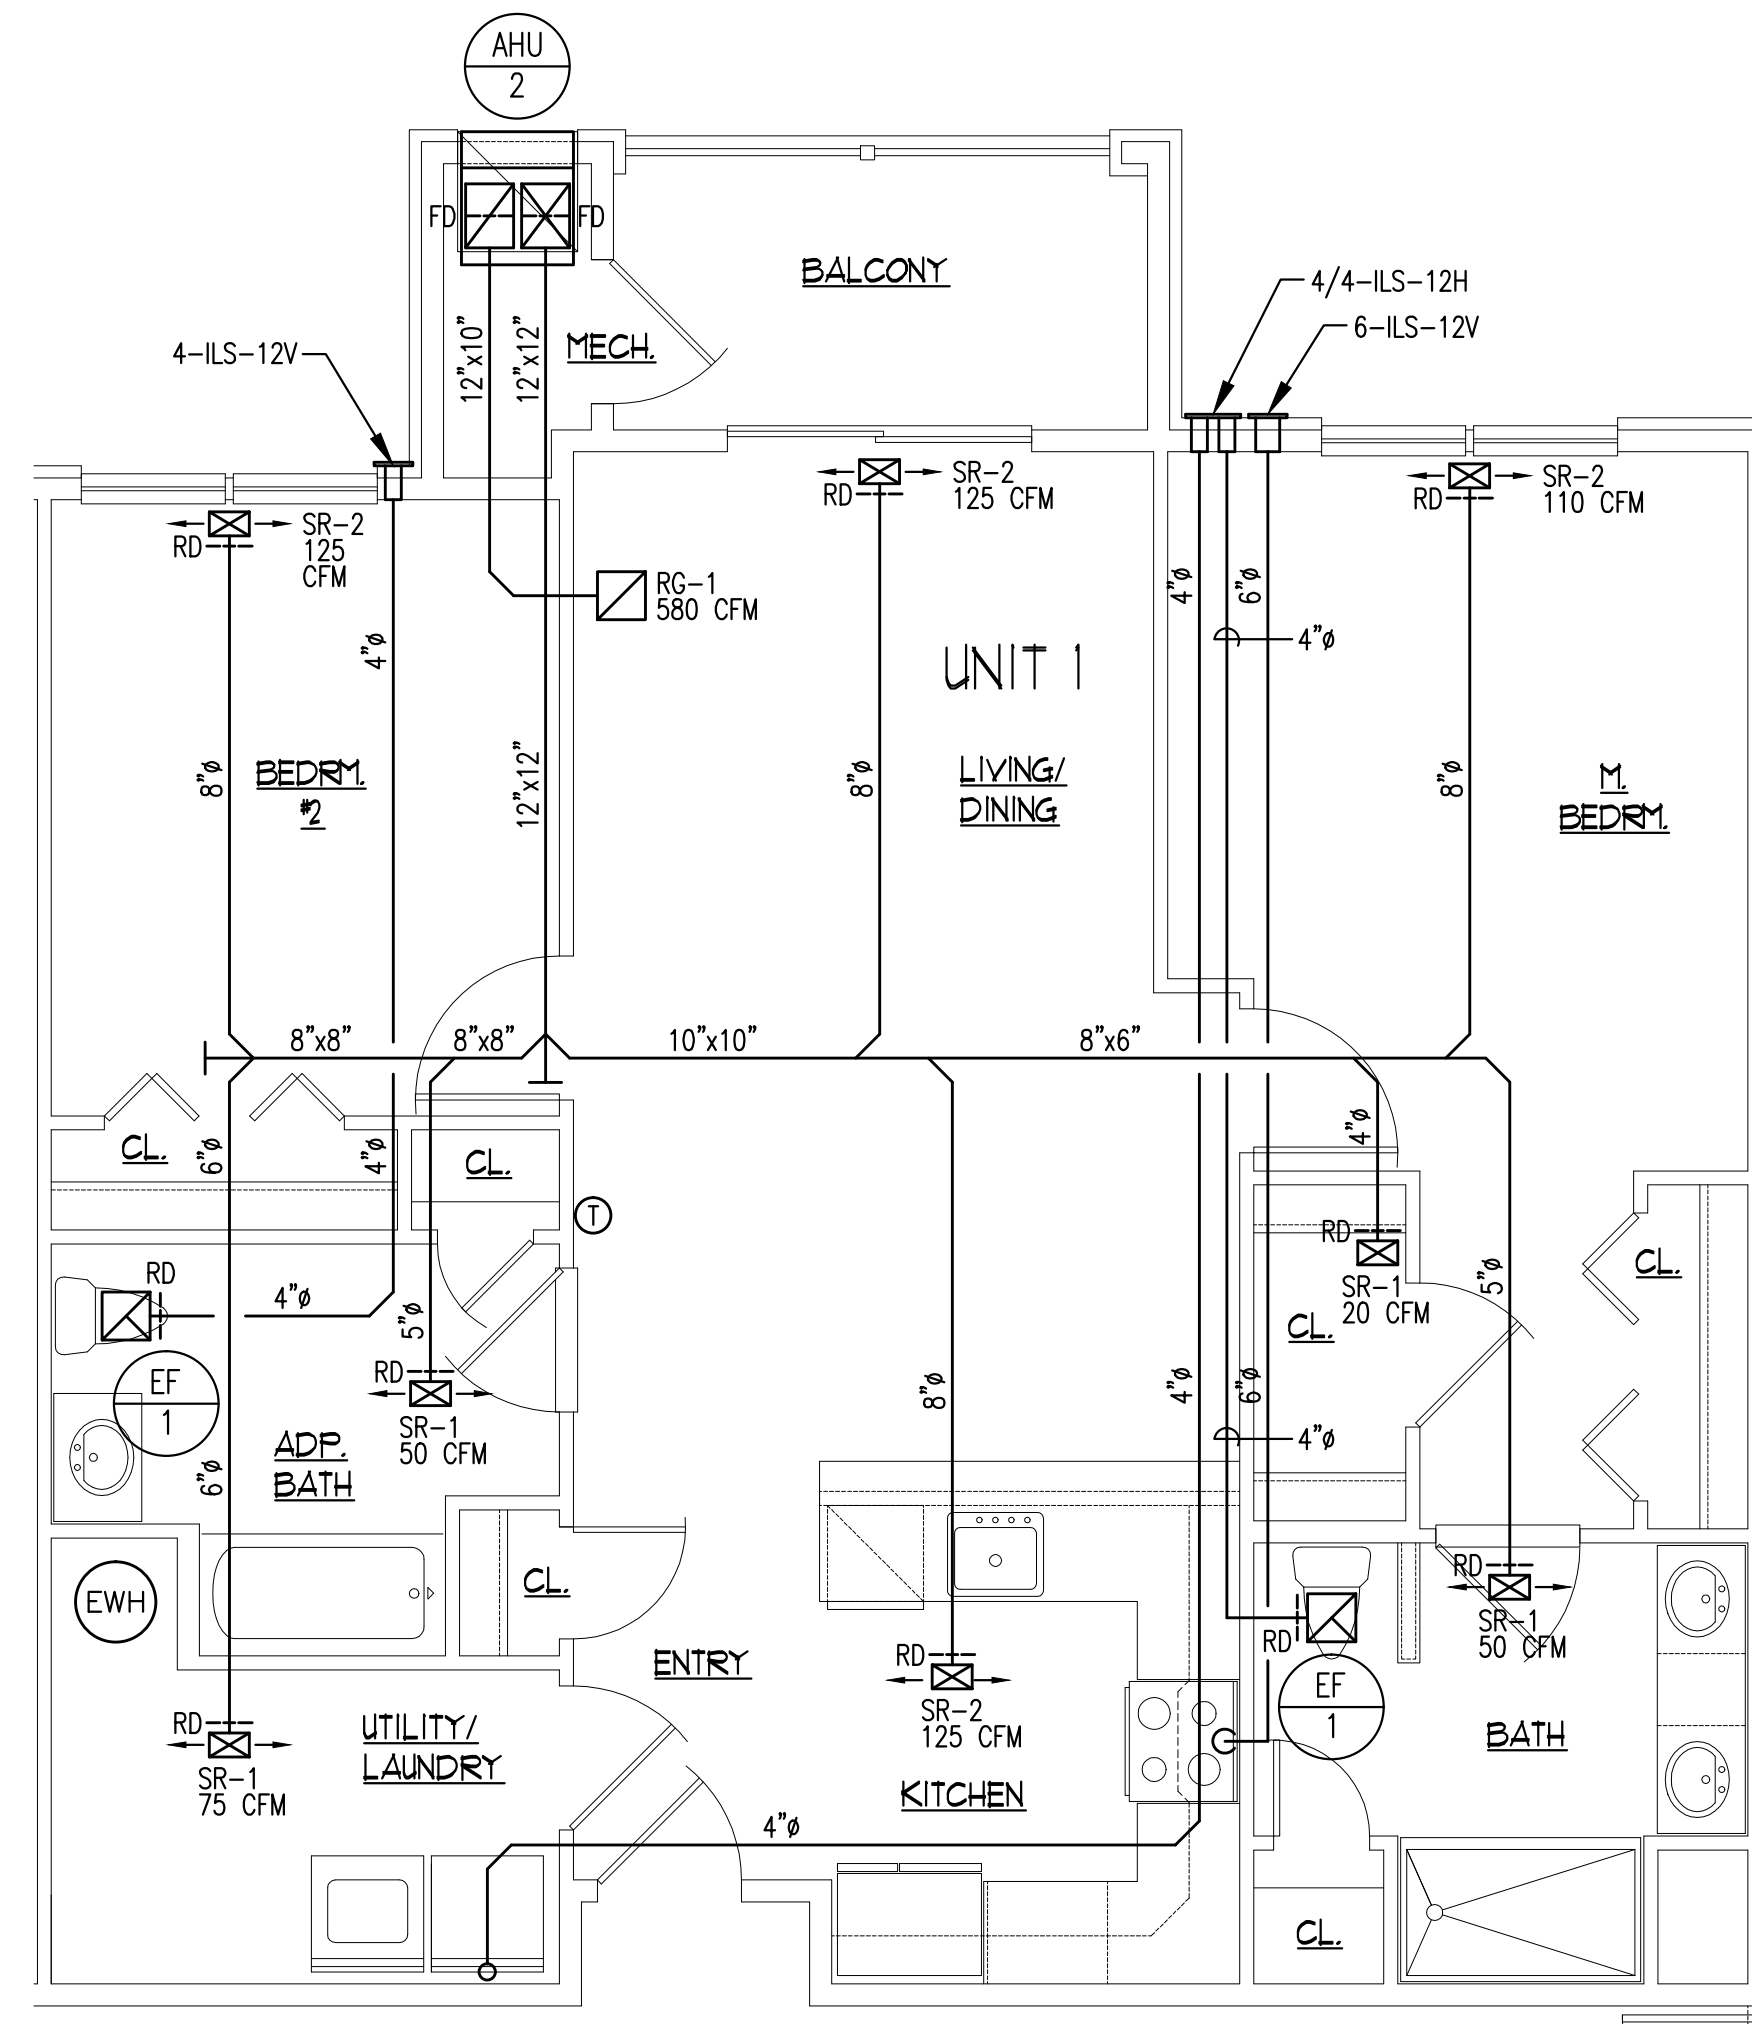 AHU
2
FD
FD
BALCONY
12"x10"
12"x12"
MECH.
4/4-ILS-12H
6-ILS-12V
4-ILS-12V
SR-2
125
CFM
RD
SR-2
125 CFM
RD
SR-2
110 CFM
RD
RG-1
580 CFM
4"ø
4"ø
6"ø
4"ø
UNIT 1
8"ø
BEDRM.
#2
12"x12"
8"ø
LIVING/
DINING
8"ø
M.
BEDRM.
8"x8"
8"x8"
10"x10"
8"x6"
CL.
6"ø
4"ø
CL.
4"ø
T
RD
SR-1
20 CFM
CL.
5"ø
CL.
RD
4"ø
5"ø
EF
1
RD
SR-1
50 CFM
ADP.
BATH
6"ø
8"ø
4"ø
6"ø
4"ø
EWH
CL.
RD
SR-1
50 CFM
RD
EF
1
BATH
ENTRY
RD
SR-2
125 CFM
KITCHEN
RD
SR-1
75 CFM
UTILITY/
LAUNDRY
4"ø
CL.